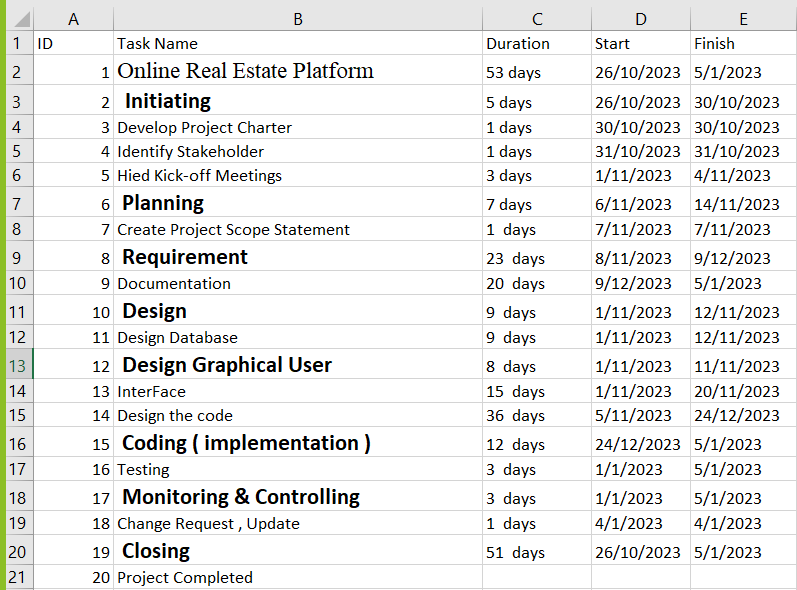 A B C D E
1 ID Task Name Duration Start Finish
2 1 Online Real Estate Platform 53 days 26/10/2023 5/1/2023
3 2 Initiating 5 days 26/10/2023 30/10/2023
4 3 Develop Project Charter 1 days 30/10/2023 30/10/2023
5 4 Identify Stakeholder 1 days 31/10/2023 31/10/2023
6 5 Hied Kick-off Meetings 3 days 1/11/2023 4/11/2023
7 6 Planning 7 days 6/11/2023 14/11/2023
8 7 Create Project Scope Statement 1 days 7/11/2023 7/11/2023
9 8 Requirement 23 days 8/11/2023 9/12/2023
10 9 Documentation 20 days 9/12/2023 5/1/2023
11 10 Design 9 days 1/11/2023 12/11/2023
12 11 Design Database 9 days 1/11/2023 12/11/2023
13 12 Design Graphical User 8 days 1/11/2023 11/11/2023
14 13 InterFace 15 days 1/11/2023 20/11/2023
15 14 Design the code 36 days 5/11/2023 24/12/2023
16 15 Coding ( implementation ) 12 days 24/12/2023 5/1/2023
17 16 Testing 3 days 1/1/2023 5/1/2023
18 17 Monitoring & Controlling 3 days 1/1/2023 5/1/2023
19 18 Change Request , Update 1 days 4/1/2023 4/1/2023
20 19 Closing 51 days 26/10/2023 5/1/2023
21 20 Project Completed